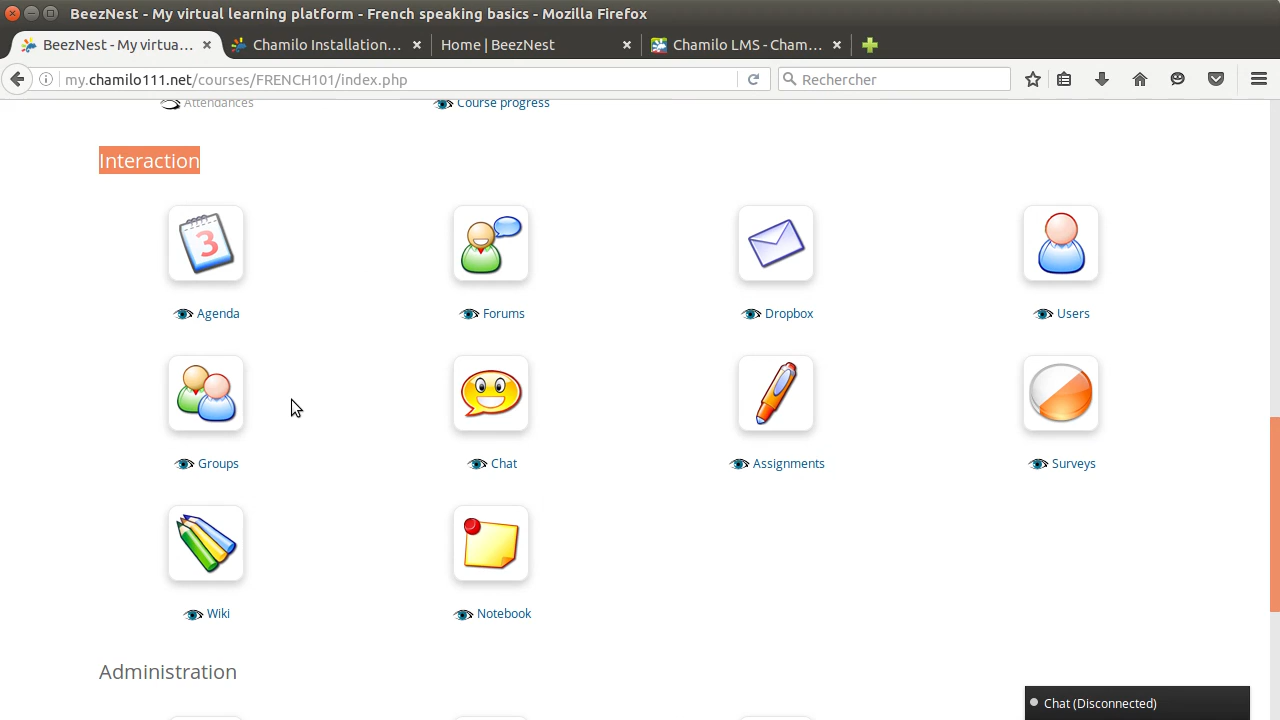 BeezNest - My virtual learning platform - French speaking basics - Mozilla Firefox
BeezNest - My virtua... Chamilo Installation... Home | BeezNest Chamilo LMS - Cham...
my.chamilo111.net/courses/FRENCH101/index.php Rechercher
Attendances Course progress
Interaction
3
Agenda Forums Dropbox Users
Groups Chat Assignments Surveys
Wiki Notebook
Administration
Chat (Disconnected)